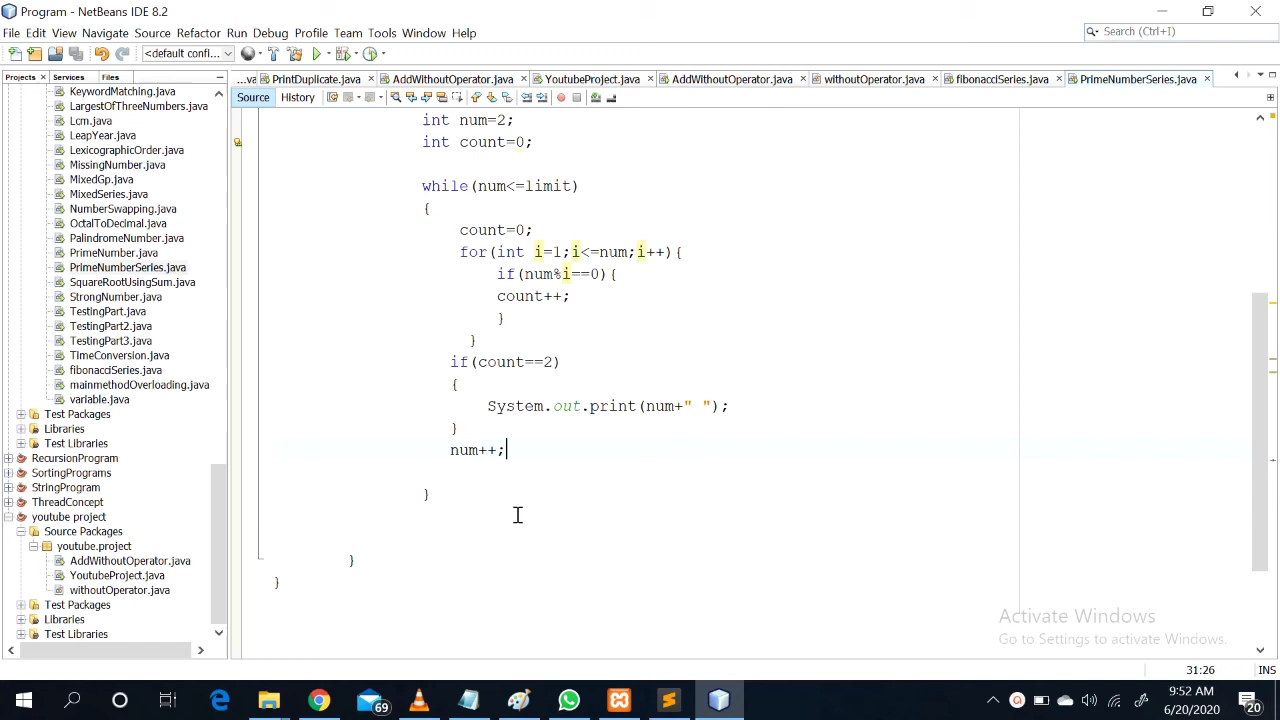 Program - NetBeans IDE 8.2
File Edit View Navigate Source Refactor Run Debug Profile Team Tools Window Help
Search (Ctrl+I)
<default confi...
Projects Services Files
...va PrintDuplicate.java AddWithoutOperator.java YoutubeProject.java AddWithoutOperator.java withoutOperator.java fibonacciSeries.java PrimeNumberSeries.java
Source History
KeywordMatching.java
LargestOfThreeNumbers.java
Lcm.java
LeapYear.java
LexicographicOrder.java
MissingNumber.java
MixedGp.java
MixedSeries.java
NumberSwapping.java
OctalToDecimal.java
PalindromeNumber.java
PrimeNumber.java
PrimeNumberSeries.java
SquareRootUsingSum.java
StrongNumber.java
TestingPart.java
TestingPart2.java
TestingPart3.java
TimeConversion.java
fibonacciSeries.java
mainmethodOverloading.java
variable.java
Test Packages
Libraries
Test Libraries
RecursionProgram
SortingPrograms
StringProgram
ThreadConcept
youtube project
Source Packages
youtube.project
AddWithoutOperator.java
YoutubeProject.java
withoutOperator.java
Test Packages
Libraries
Test Libraries
int num=2;
int count=0;
while(num<=limit)
{
count=0;
for(int i=1;i<=num;i++){
if(num%i==0){
count++;
}
}
if(count==2)
{
System.out.print(num+" ");
}
num++;
}
}
}
Activate Windows
Go to Settings to activate Windows.
31:26 INS
69
9:52 AM
6/20/2020
20